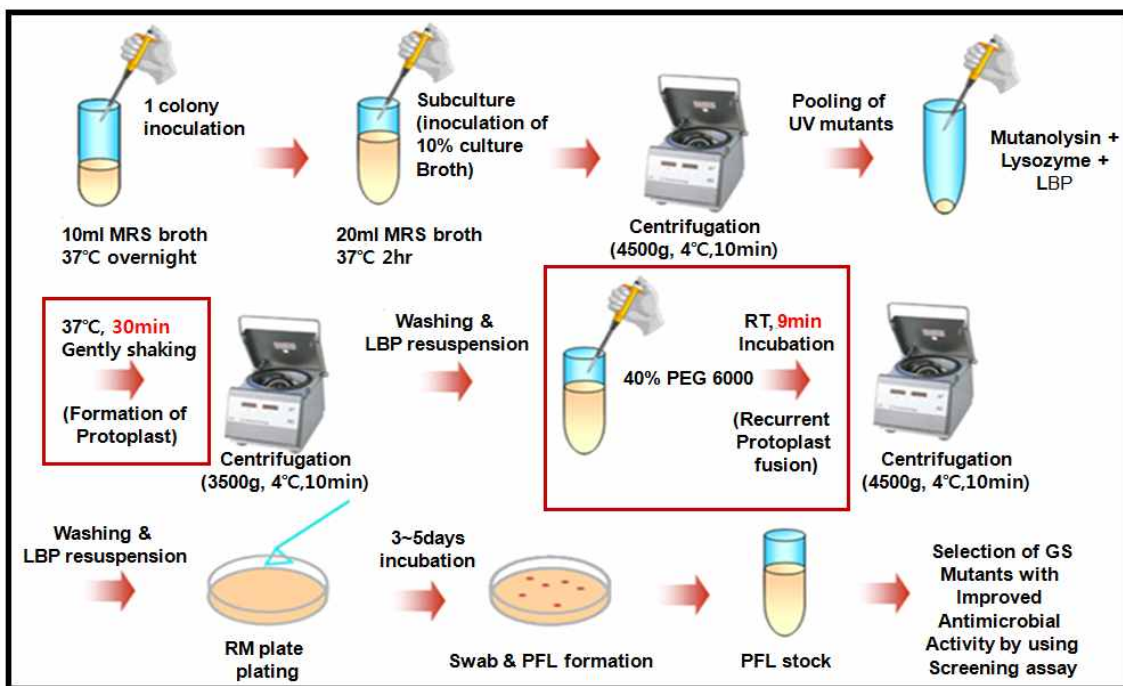 1 colony
inoculation
10ml MRS broth
37℃ overnight
Subculture
(inoculation of
10% culture
Broth)
20ml MRS broth
37℃ 2hr
Centrifugation
(4500g, 4℃,10min)
Pooling of
UV mutants
Mutanolysin +
Lysozyme +
LBP
37℃, 30min
Gently shaking
(Formation of
Protoplast)
Centrifugation
(3500g, 4℃,10min)
Washing &
LBP resuspension
40% PEG 6000
RT, 9min
Incubation
(Recurrent
Protoplast
fusion)
Centrifugation
(4500g, 4℃,10min)
Washing &
LBP resuspension
RM plate
plating
3~5days
incubation
Swab & PFL formation
PFL stock
Selection of GS
Mutants with
Improved
Antimicrobial
Activity by using
Screening assay